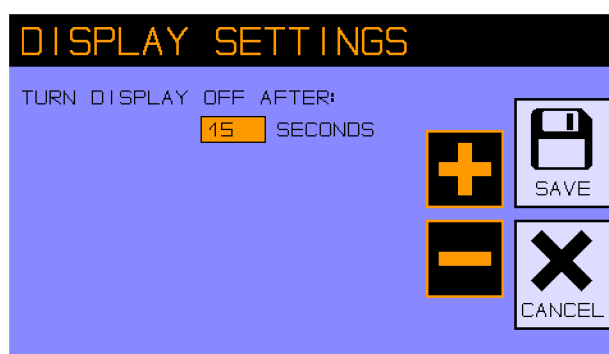 DISPLAY SETTINGS
TURN DISPLAY OFF AFTER:
15 SECONDS
SAVE
CANCEL